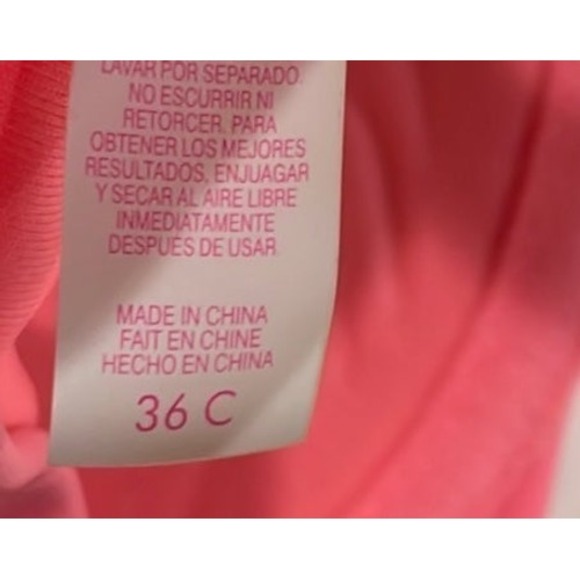 LAVAR POR SEPARADO.
NO ESCURRIR NI
RETORCER. PARA
OBTENER LOS MEJORES
RESULTADOS, ENJUAGAR
Y SECAR AL AIRE LIBRE
INMEDIATAMENTE
DESPUÉS DE USAR
MADE IN CHINA
FAIT EN CHINE
HECHO EN CHINA
36 C